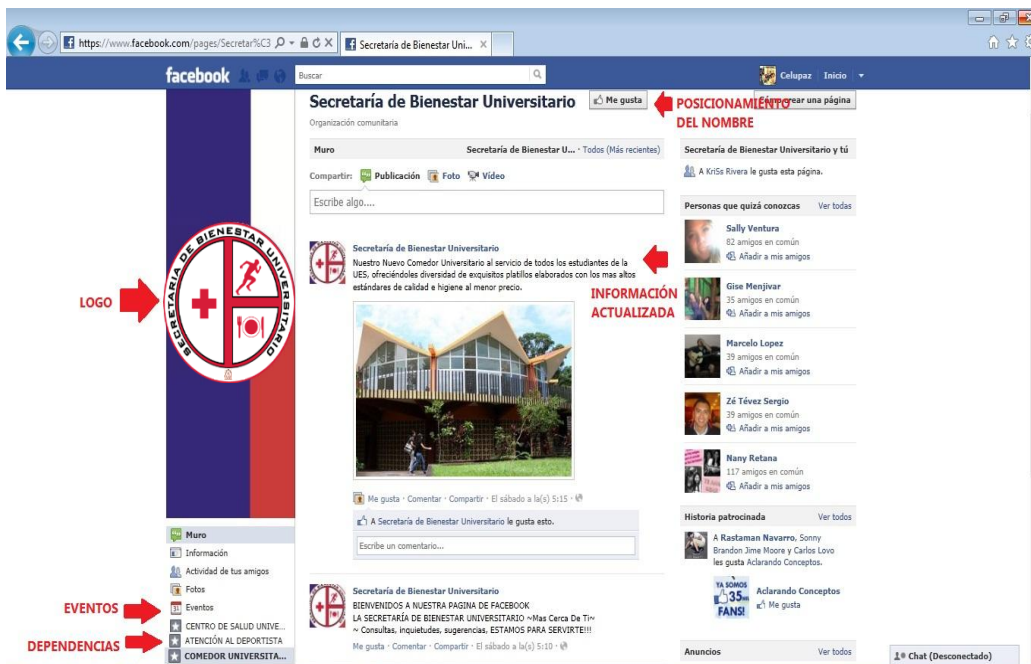 https://www.facebook.com/pages/Secretar%C3
Secretaría de Bienestar Uni...
facebook
Buscar
Celupaz
Inicio
Secretaría de Bienestar Universitario
Me gusta
Organización comunitaria
POSICIONAMIENTO
DEL NOMBRE
Cómo crear una página
Muro
Secretaría de Bienestar U... · Todos (Más recientes)
Compartir: Publicación Foto Vídeo
Escribe algo....
SECRETARIA DE BIENESTAR UNIVERSITARIO
LOGO
Secretaría de Bienestar Universitario
Nuestro Nuevo Comedor Universitario al servicio de todos los estudiantes de la
UES, ofreciéndoles diversidad de exquisitos platillos elaborados con los mas altos
estándares de calidad e higiene al menor precio.
INFORMACIÓN
ACTUALIZADA
Me gusta · Comentar · Compartir · El sábado a la(s) 5:15 ·
A Secretaría de Bienestar Universitario le gusta esto.
Escribe un comentario...
Secretaría de Bienestar Universitario
BIENVENIDOS A NUESTRA PAGINA DE FACEBOOK
LA SECRETARÍA DE BIENESTAR UNIVERSITARIO ~Mas Cerca De Ti~
~ Consultas, inquietudes, sugerencias, ESTAMOS PARA SERVIRTE!!!
Me gusta · Comentar · Compartir · El sábado a la(s) 5:10 ·
Muro
Información
Actividad de tus amigos
Fotos
EVENTOS
Eventos
CENTRO DE SALUD UNIVE...
DEPENDENCIAS
ATENCIÓN AL DEPORTISTA
COMEDOR UNIVERSITA...
Secretaría de Bienestar Universitario y tú
A KriSs Rivera le gusta esta página.
Personas que quizá conozcas
Ver todas
Sally Ventura
82 amigos en común
Añadir a mis amigos
Gise Menjivar
35 amigos en común
Añadir a mis amigos
Marcelo Lopez
39 amigos en común
Añadir a mis amigos
Zé Tévez Sergio
39 amigos en común
Añadir a mis amigos
Nany Retana
117 amigos en común
Añadir a mis amigos
Historia patrocinada
Ver todos
A Rastaman Navarro, Sonny
Brandon Jime Moore y Carlos Lovo
les gusta Aclarando Conceptos.
YA SOMOS
35
FANS!
Aclarando Conceptos
Me gusta
Anuncios
Ver todos
Chat (Desconectado)